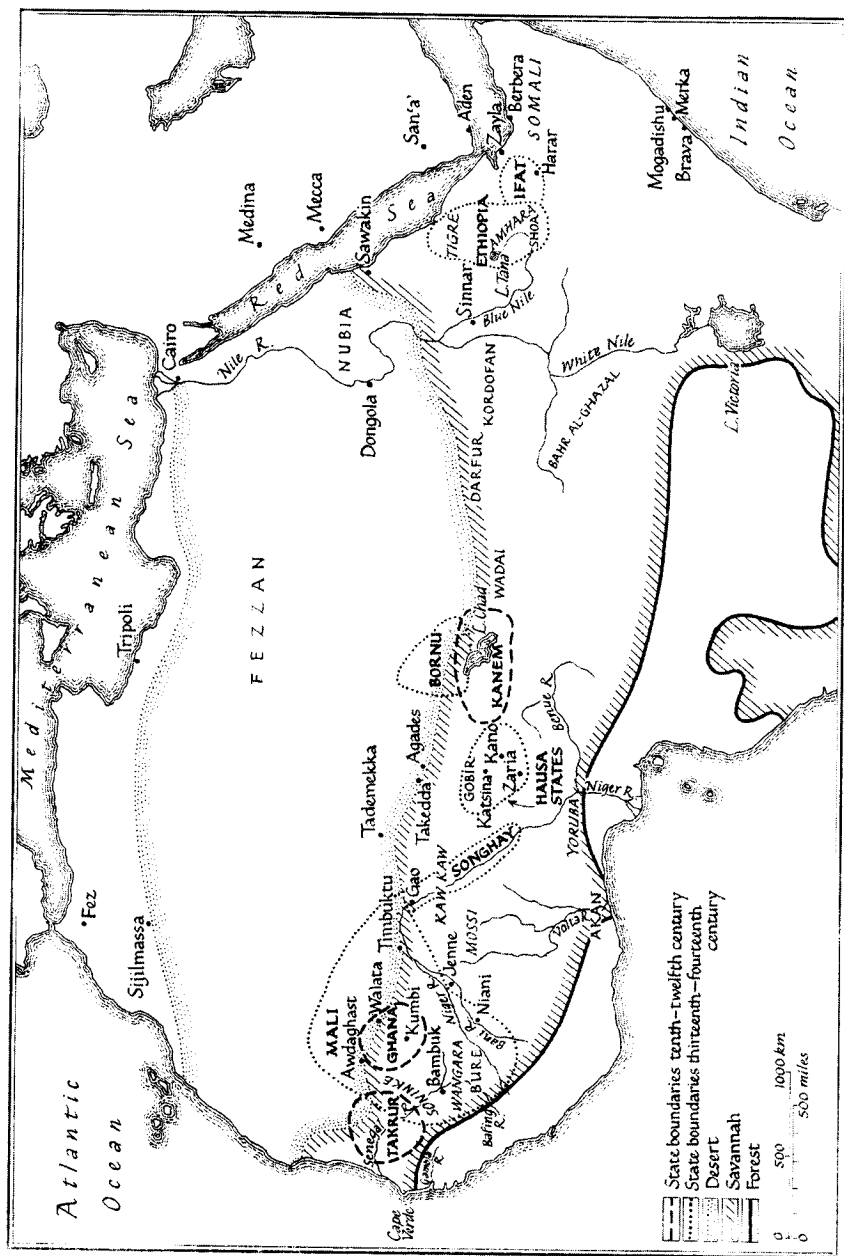 Atlantic
Ocean
Mediterranean Sea
Fez
Sijilmassa
Tripoli
Cairo
Nile R.
FEZZAN
Red Sea
Medina
Mecca
Sawakin
NUBIA
Dongola
San'a'
Aden
Zayla
Berbera
SOMALI
Harar
IFAT
TIGRE
ETHIOPIA
AMHARA
SHOA
L.Tana
Sinnar
Blue Nile
White Nile
KORDOFAN
DARFUR
BAHR AL-GHAZAL
WADAI
L.Chad
BORNU
KANEM
Tademekka
Agades
Takedda
GOBIR
Katsina
Kano
Zaria
HAUSA
STATES
Benue R.
Niger R.
YORUBA
SONGHAY
Gao
KAW KAW
Timbuktu
MOSSI
Volta R.
AKAN
MALI
Awdaghast
Walata
GHANA
Kumbi
Jenne
Niger R.
Niani
Bani R.
SONINKE
Bambuk
WANGARA
BURE
Bafing
R.
TAKRUR
Senegal
Gambia
R.
Cape
Verde
L.Victoria
Mogadishu
Merka
Brava
Indian
Ocean
State boundaries tenth–twelfth century
State boundaries thirteenth–fourteenth
century
Desert
Savannah
Forest
0 500 1000 km
0 500 miles